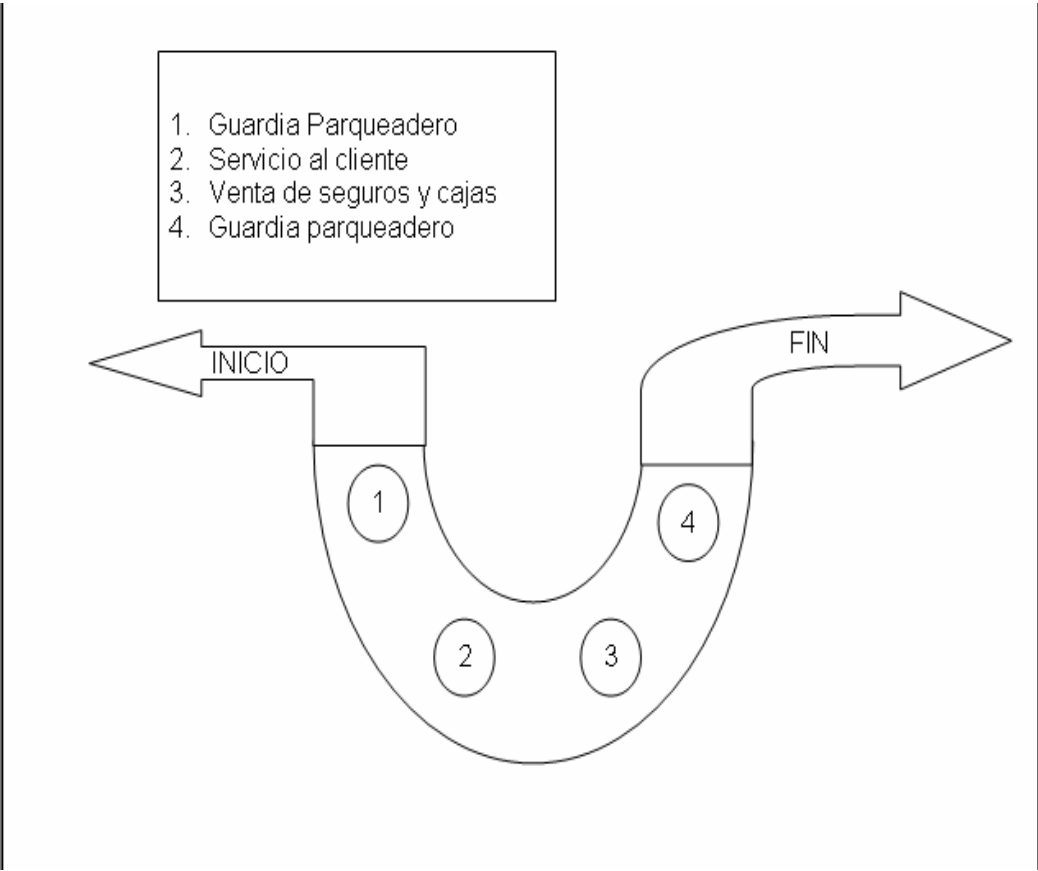 1. Guardia Parqueadero
2. Servicio al cliente
3. Venta de seguros y cajas
4. Guardia parqueadero
INICIO
FIN
1
4
2
3